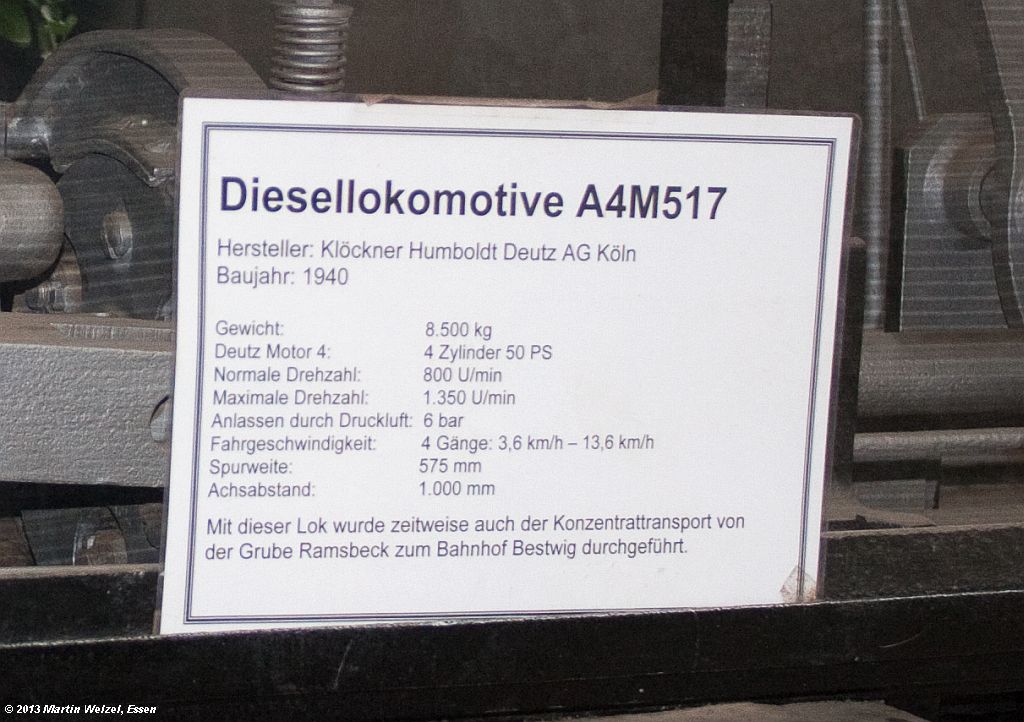 Diesellokomotive A4M517
Hersteller: Klöckner Humboldt Deutz AG Köln
Baujahr: 1940
Gewicht: 8.500 kg
Deutz Motor 4: 4 Zylinder 50 PS
Normale Drehzahl: 800 U/min
Maximale Drehzahl: 1.350 U/min
Anlassen durch Druckluft: 6 bar
Fahrgeschwindigkeit: 4 Gänge: 3,6 km/h – 13,6 km/h
Spurweite: 575 mm
Achsabstand: 1.000 mm
Mit dieser Lok wurde zeitweise auch der Konzentrattransport von
der Grube Ramsbeck zum Bahnhof Bestwig durchgeführt.
© 2013 Martin Welzel, Essen